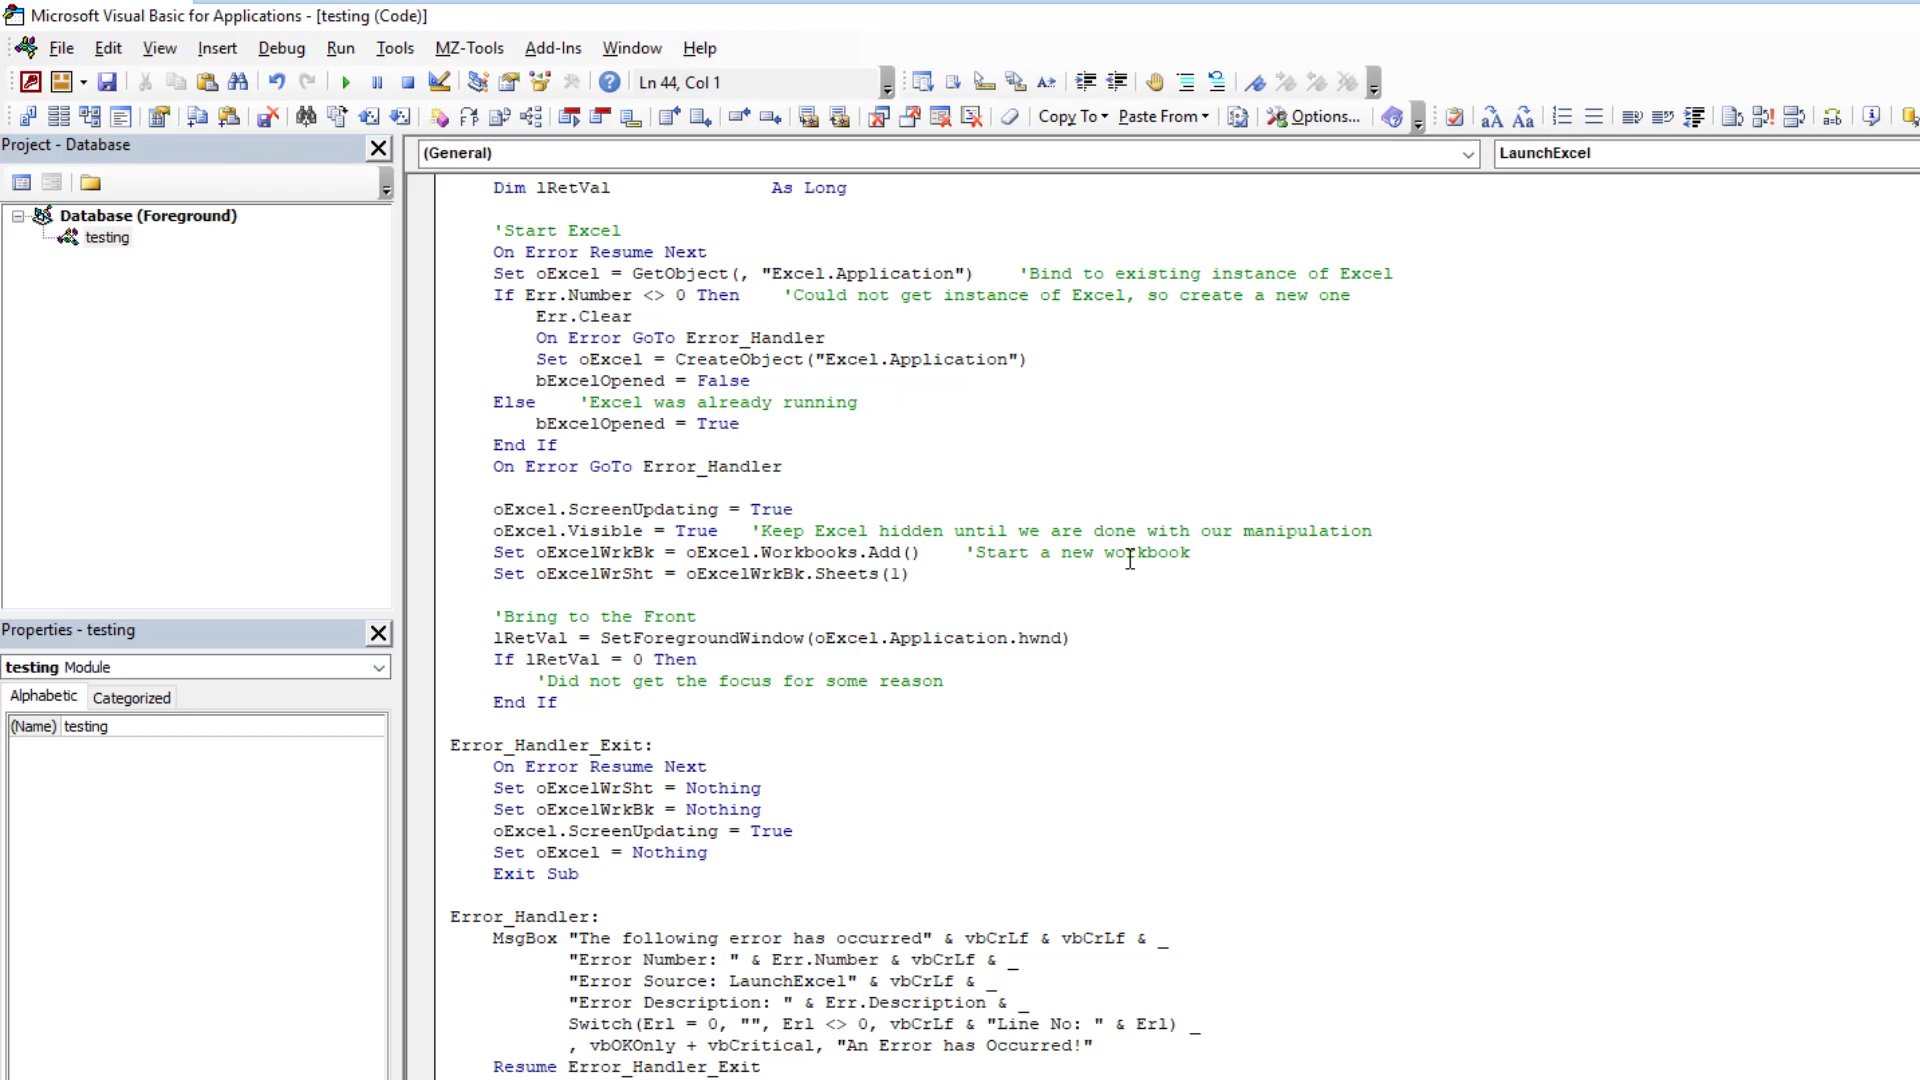 Microsoft Visual Basic for Applications - [testing (Code)]
File Edit View Insert Debug Run Tools MZ-Tools Add-Ins Window Help
Ln 44, Col 1
Copy To Paste From Options...
Project - Database
(General) LaunchExcel
Database (Foreground)
testing
Properties - testing
testing Module
Alphabetic Categorized
(Name) testing
Dim lRetVal As Long
'Start Excel
On Error Resume Next
Set oExcel = GetObject(, "Excel.Application") 'Bind to existing instance of Excel
If Err.Number <> 0 Then 'Could not get instance of Excel, so create a new one
Err.Clear
On Error GoTo Error_Handler
Set oExcel = CreateObject("Excel.Application")
bExcelOpened = False
Else 'Excel was already running
bExcelOpened = True
End If
On Error GoTo Error_Handler
oExcel.ScreenUpdating = True
oExcel.Visible = True 'Keep Excel hidden until we are done with our manipulation
Set oExcelWrkBk = oExcel.Workbooks.Add() 'Start a new workbook
Set oExcelWrSht = oExcelWrkBk.Sheets(1)
'Bring to the Front
lRetVal = SetForegroundWindow(oExcel.Application.hwnd)
If lRetVal = 0 Then
'Did not get the focus for some reason
End If
Error_Handler_Exit:
On Error Resume Next
Set oExcelWrSht = Nothing
Set oExcelWrkBk = Nothing
oExcel.ScreenUpdating = True
Set oExcel = Nothing
Exit Sub
Error_Handler:
MsgBox "The following error has occurred" & vbCrLf & vbCrLf & _
"Error Number: " & Err.Number & vbCrLf & _
"Error Source: LaunchExcel" & vbCrLf & _
"Error Description: " & Err.Description & _
Switch(Erl = 0, "", Erl <> 0, vbCrLf & "Line No: " & Erl) _
, vbOKOnly + vbCritical, "An Error has Occurred!"
Resume Error_Handler_Exit